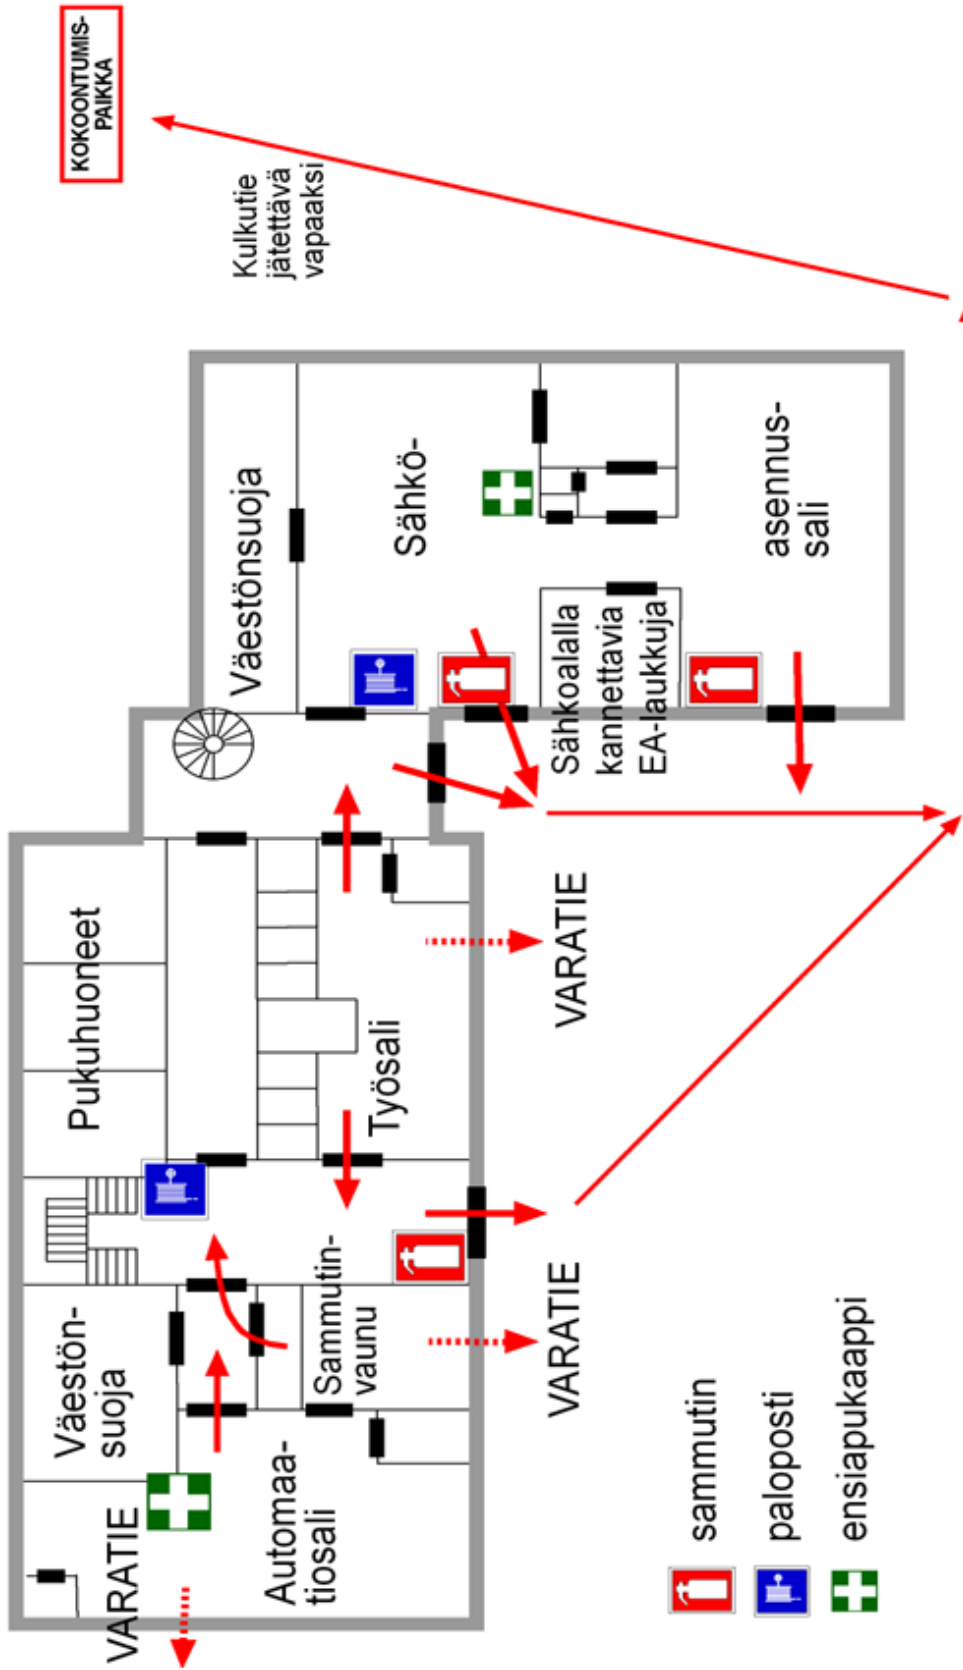 KOKOONTUMIS-
PAIKKA
Kulkutie
jätettävä
vapaaksi
VARATIE
Väestön-
suoja
Pukuhuoneet
Väestönsuoja
Automaa-
tiosali
Sammutin-
vaunu
Työsali
Sähkö-
asennus-
sali
Sähkoalalla
kannettavia
EA-laukkuja
VARATIE
VARATIE
sammutin
paloposti
ensiapukaappi